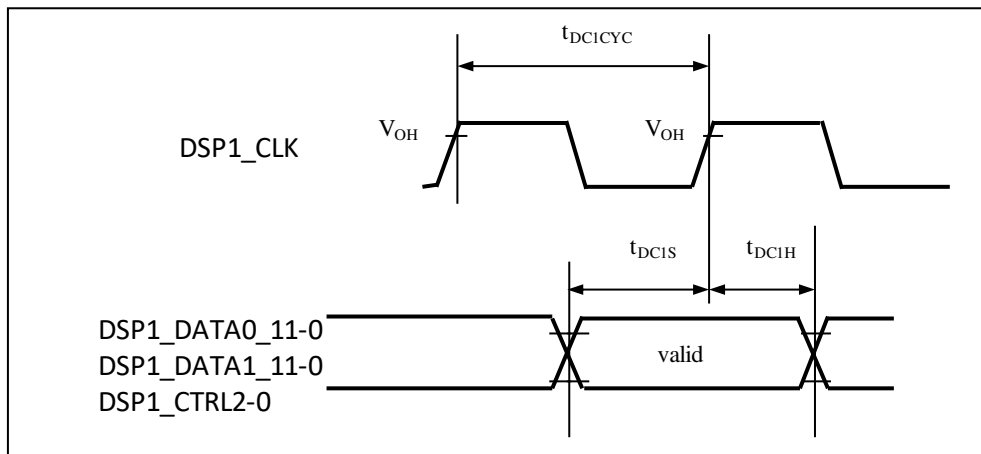 tDC1CYC
VOH VOH
DSP1_CLK
tDC1S tDC1H
DSP1_DATA0_11-0
DSP1_DATA1_11-0
DSP1_CTRL2-0
valid